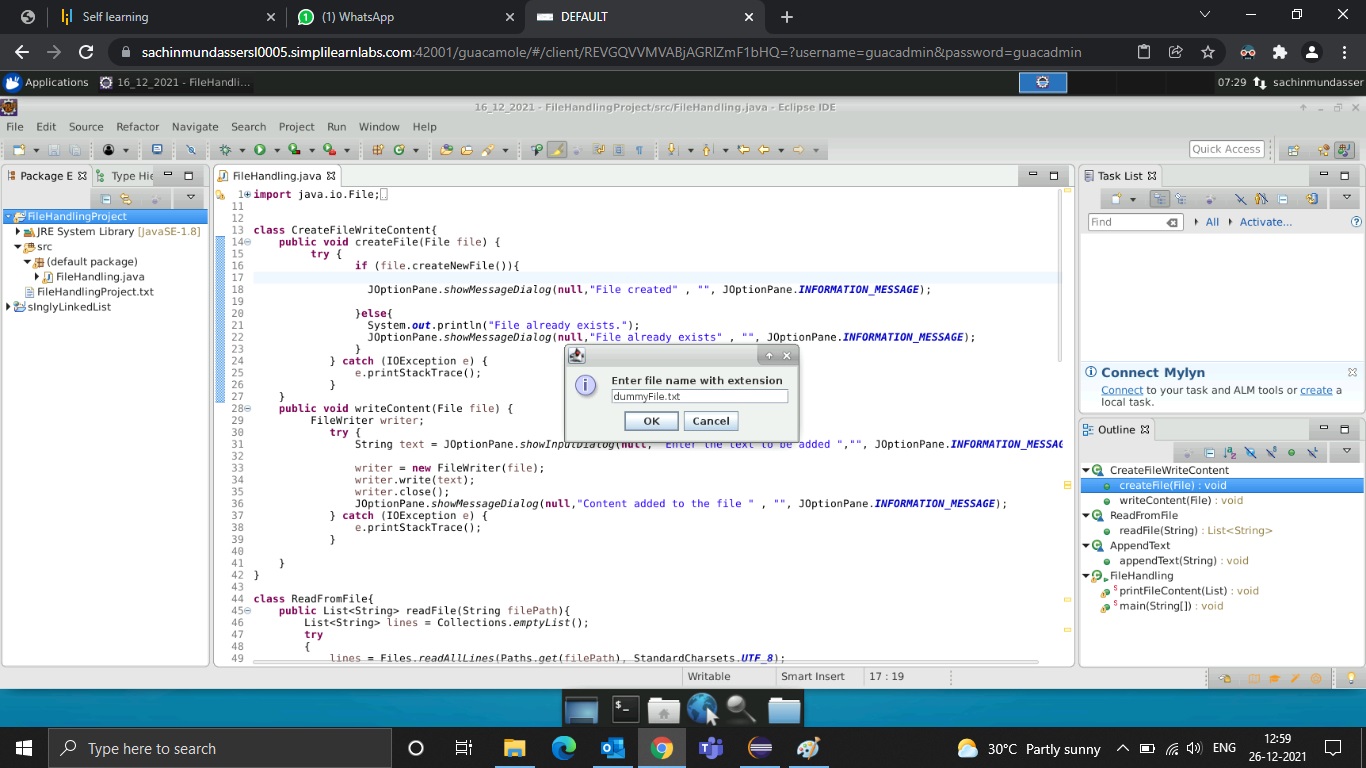 Self learning
(1) WhatsApp
DEFAULT
sachinmundassersl0005.simplilearnlabs.com:42001/guacamole/#/client/REVGQVVMVABjAGRlZmF1bHQ=?username=guacadmin&password=guacadmin
Applications 16_12_2021 - FileHandli... 07:29 sachinmundasser
16_12_2021 - FileHandlingProject/src/FileHandling.java - Eclipse IDE
File Edit Source Refactor Navigate Search Project Run Window Help
Quick Access
Package E Type Hie
FileHandlingProject
JRE System Library [JavaSE-1.8]
src
(default package)
FileHandling.java
FileHandlingProject.txt
sInglyLinkedList
FileHandling.java
1 import java.io.File;
11
12
13 class CreateFileWriteContent{
14 public void createFile(File file) {
15 try {
16 if (file.createNewFile()){
17
18 JOptionPane.showMessageDialog(null,"File created" , "", JOptionPane.INFORMATION_MESSAGE);
19
20 }else{
21 System.out.println("File already exists.");
22 JOptionPane.showMessageDialog(null,"File already exists" , "", JOptionPane.INFORMATION_MESSAGE);
23 }
24 } catch (IOException e) {
25 e.printStackTrace();
26 }
27 }
28 public void writeContent(File file) {
29 FileWriter writer;
30 try {
31 String text = JOptionPane.showInputDialog(null, "Enter the text to be added ","", JOptionPane.INFORMATION_MESSAG
32
33 writer = new FileWriter(file);
34 writer.write(text);
35 writer.close();
36 JOptionPane.showMessageDialog(null,"Content added to the file " , "", JOptionPane.INFORMATION_MESSAGE);
37 } catch (IOException e) {
38 e.printStackTrace();
39 }
40
41 }
42 }
43
44 class ReadFromFile{
45 public List<String> readFile(String filePath){
46 List<String> lines = Collections.emptyList();
47 try
48 {
49 lines = Files.readAllLines(Paths.get(filePath), StandardCharsets.UTF_8);
Enter file name with extension
dummyFile.txt
OK Cancel
Task List
Find All Activate...
Connect Mylyn
Connect to your task and ALM tools or create a
local task.
Outline
CreateFileWriteContent
createFile(File) : void
writeContent(File) : void
ReadFromFile
readFile(String) : List<String>
AppendText
appendText(String) : void
FileHandling
printFileContent(List) : void
main(String[]) : void
Writable Smart Insert 17 : 19
Type here to search
30°C Partly sunny ENG
12:59
26-12-2021